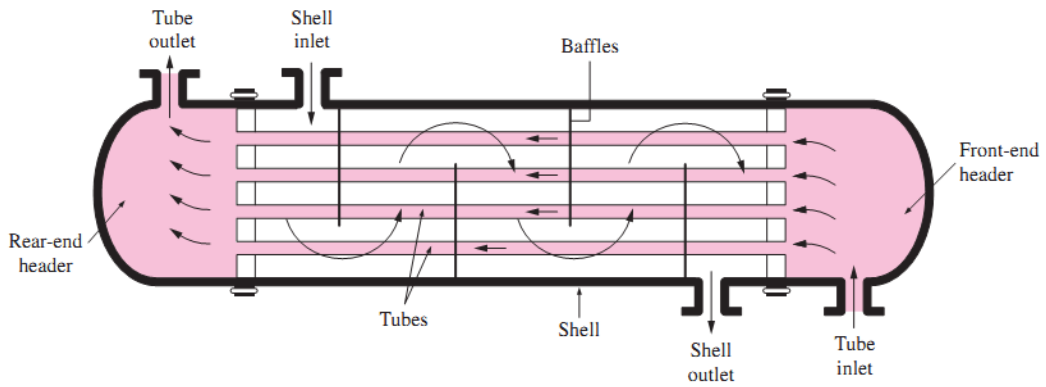 Tube
outlet
Shell
inlet
Baffles
Front-end
header
Rear-end
header
Tubes
Shell
Shell
outlet
Tube
inlet